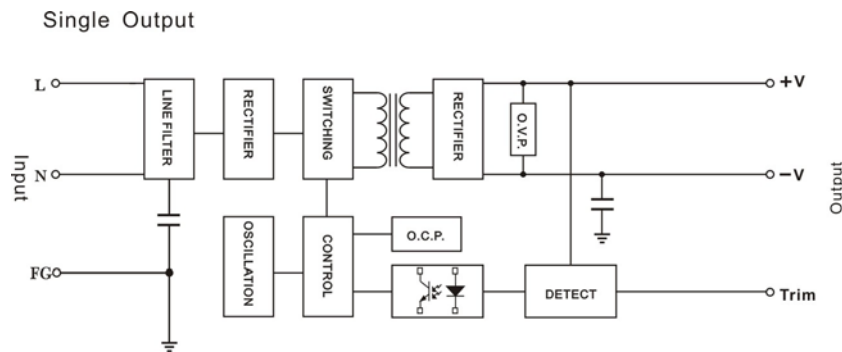 Single Output
L
LINE FILTER
RECTIFIER
SWITCHING
RECTIFIER
O.V.P.
+V
Input
N
−V
Output
OSCILLATION
CONTROL
O.C.P.
FG
DETECT
Trim